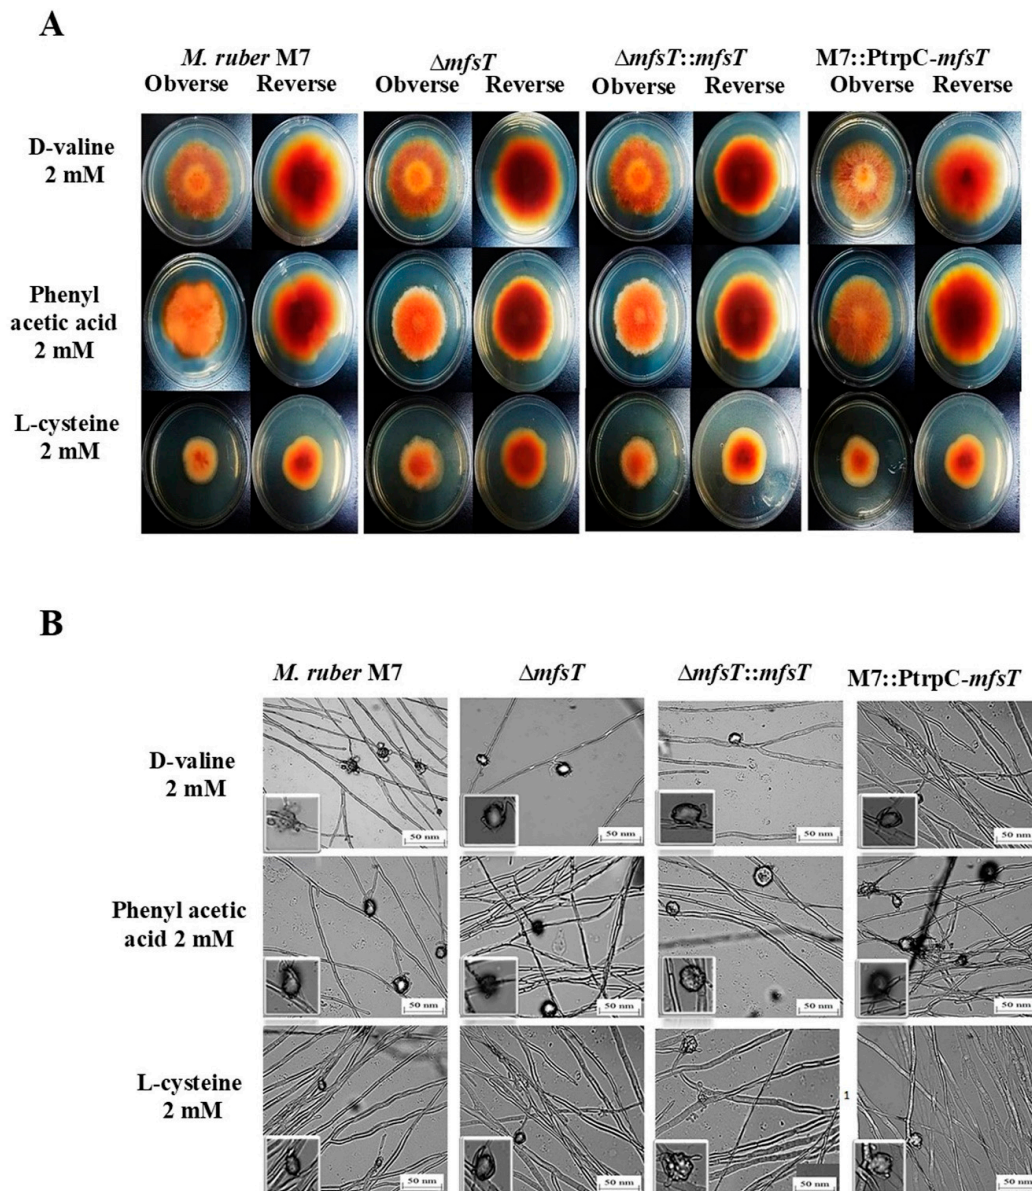 A
M. ruber M7 ΔmfsT ΔmfsT::mfsT M7::PtrpC-mfsT
Obverse Reverse Obverse Reverse Obverse Reverse Obverse Reverse
D-valine
2 mM
Phenyl
acetic acid
2 mM
L-cysteine
2 mM
B
M. ruber M7 ΔmfsT ΔmfsT::mfsT M7::PtrpC-mfsT
D-valine
2 mM
50 nm 50 nm 50 nm 50 nm
Phenyl acetic
acid 2 mM
50 nm 50 nm 50 nm 50 nm
L-cysteine
2 mM
1
50 nm 50 nm 50 nm 50 nm